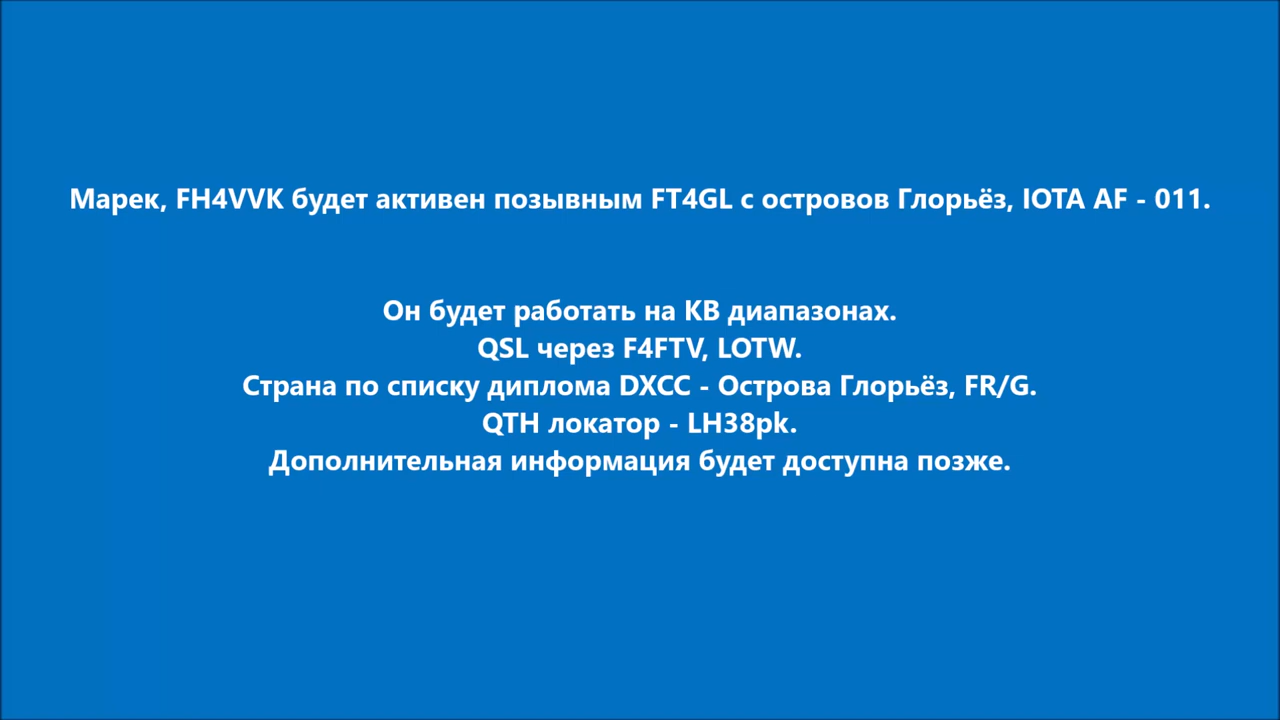 Марек, FH4VVK будет активен позывным FT4GL с островов Глорьёз, IOTA AF - 011.
Он будет работать на КВ диапазонах.
QSL через F4FTV, LOTW.
Страна по списку диплома DXCC - Острова Глорьёз, FR/G.
QTH локатор - LH38pk.
Дополнительная информация будет доступна позже.